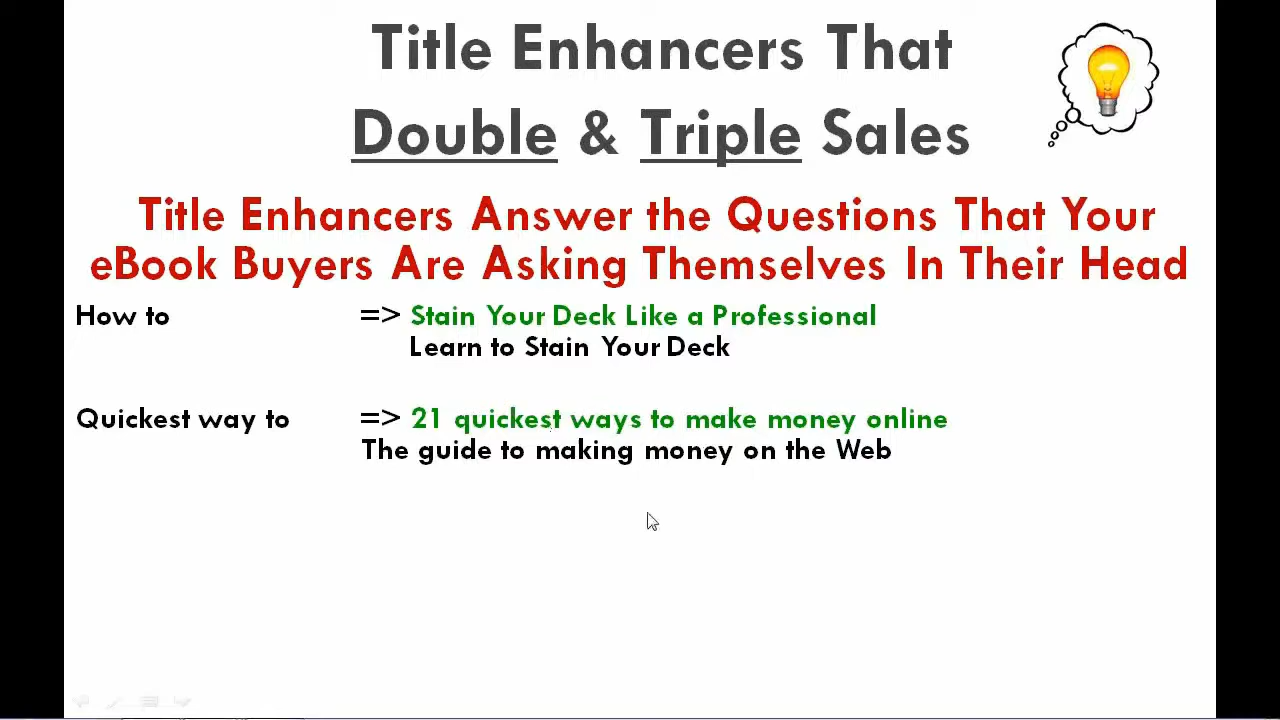 Title Enhancers That
Double & Triple Sales
Title Enhancers Answer the Questions That Your
eBook Buyers Are Asking Themselves In Their Head
How to => Stain Your Deck Like a Professional
Learn to Stain Your Deck
Quickest way to => 21 quickest ways to make money online
The guide to making money on the Web